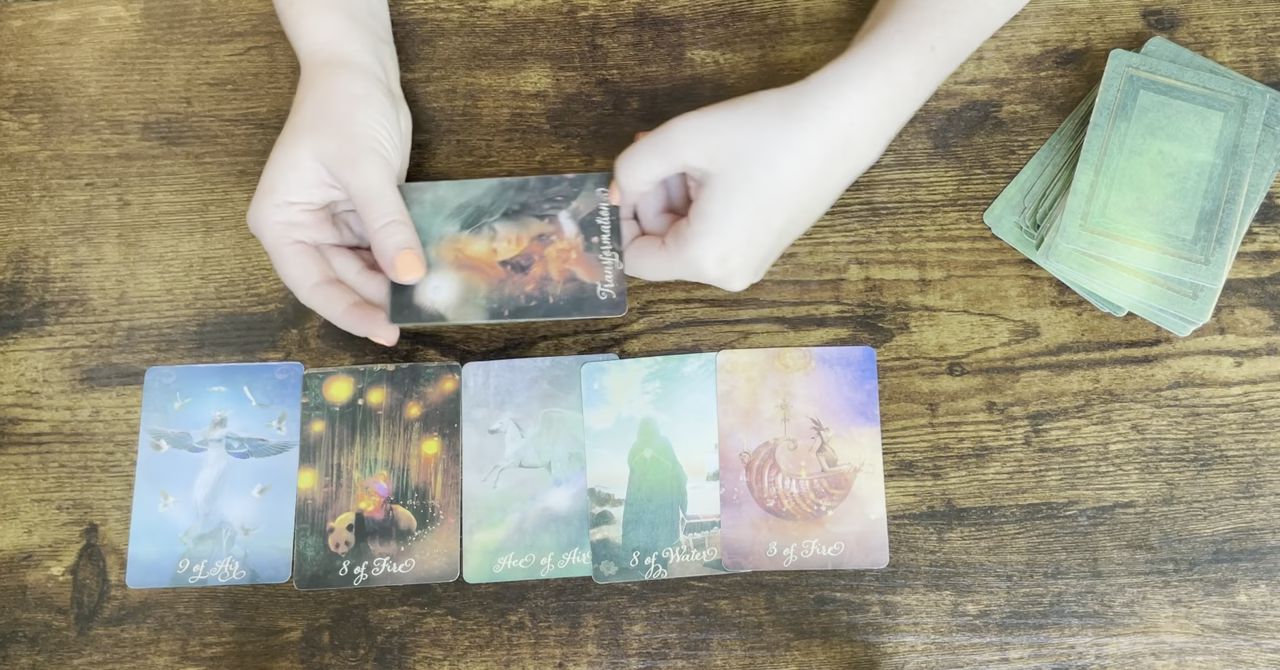 Transformation
9 of Air
8 of Fire
Ace of Air
8 of Water
3 of Fire